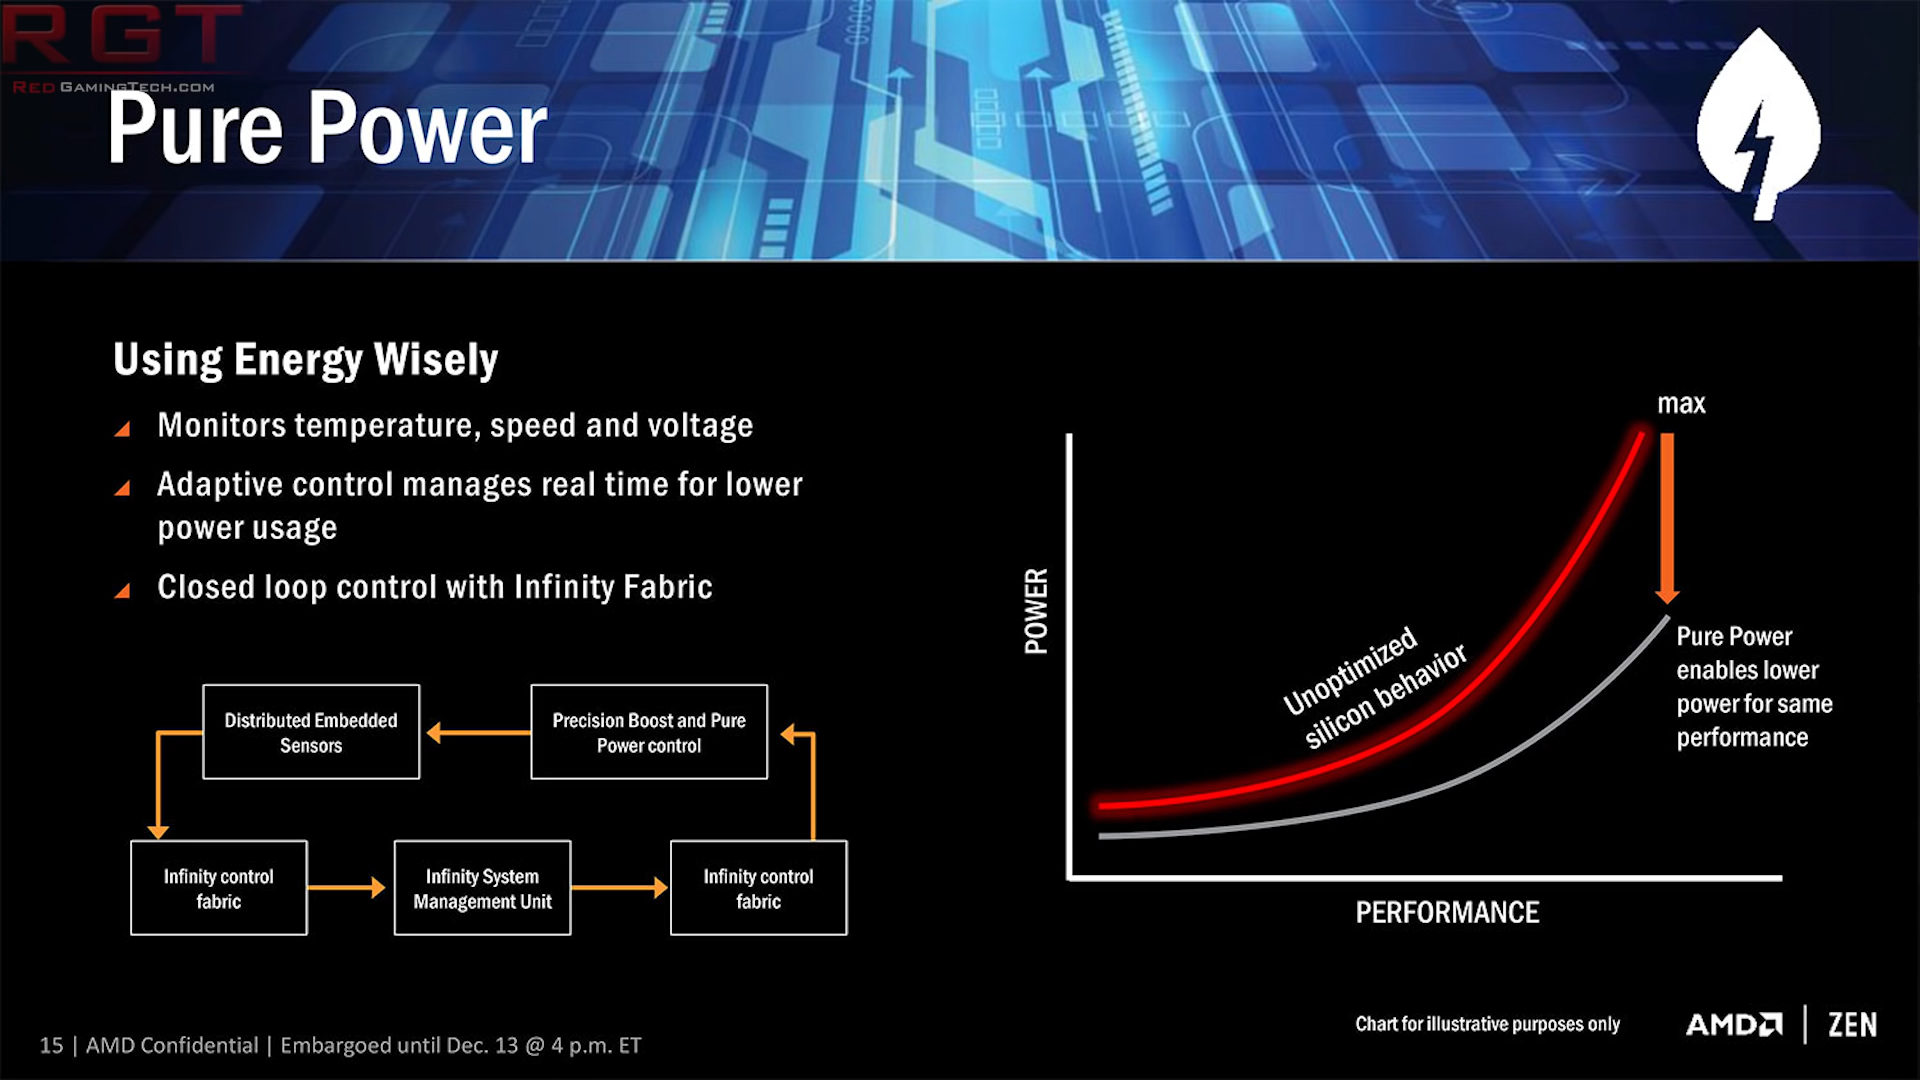 RGT
RED GAMINGTECH.COM
Pure Power
Using Energy Wisely
Monitors temperature, speed and voltage
Adaptive control manages real time for lower
power usage
Closed loop control with Infinity Fabric
Distributed Embedded
Sensors
Precision Boost and Pure
Power control
Infinity control
fabric
Infinity System
Management Unit
Infinity control
fabric
max
POWER
Unoptimized
silicon behavior
Pure Power
enables lower
power for same
performance
PERFORMANCE
Chart for illustrative purposes only
AMD | ZEN
15 | AMD Confidential | Embargoed until Dec. 13 @ 4 p.m. ET